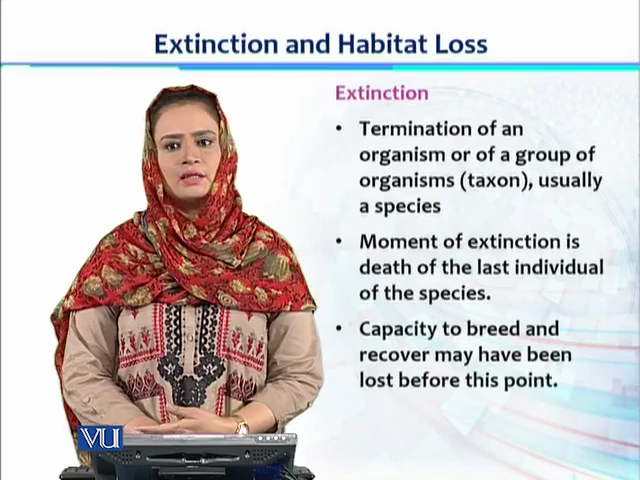 Extinction and Habitat Loss
Extinction
• Termination of an
organism or of a group of
organisms (taxon), usually
a species
• Moment of extinction is
death of the last individual
of the species.
• Capacity to breed and
recover may have been
lost before this point.
VU